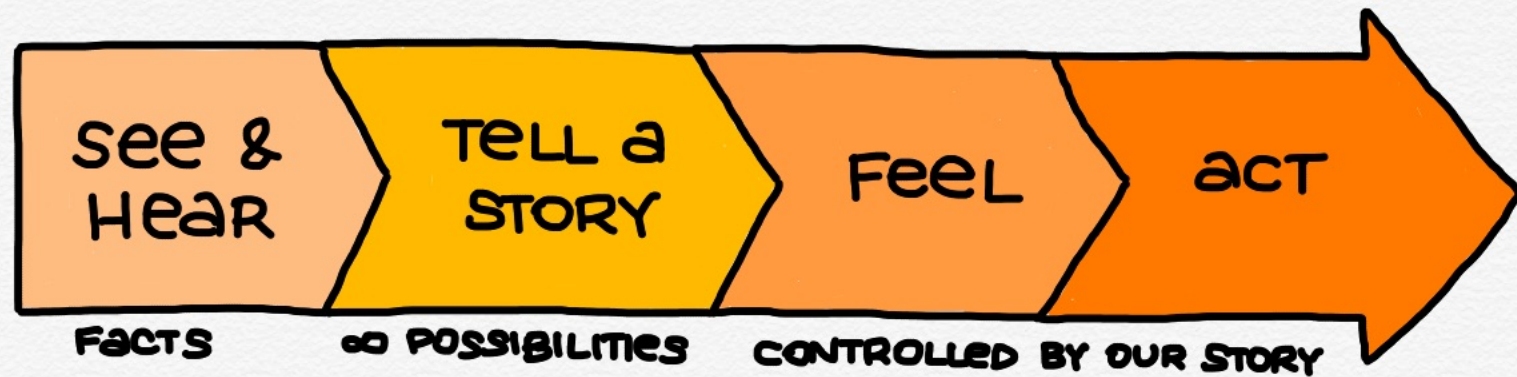 see & Hear
Tell a Story
Feel
act
Facts
∞ Possibilities
Controlled by our story